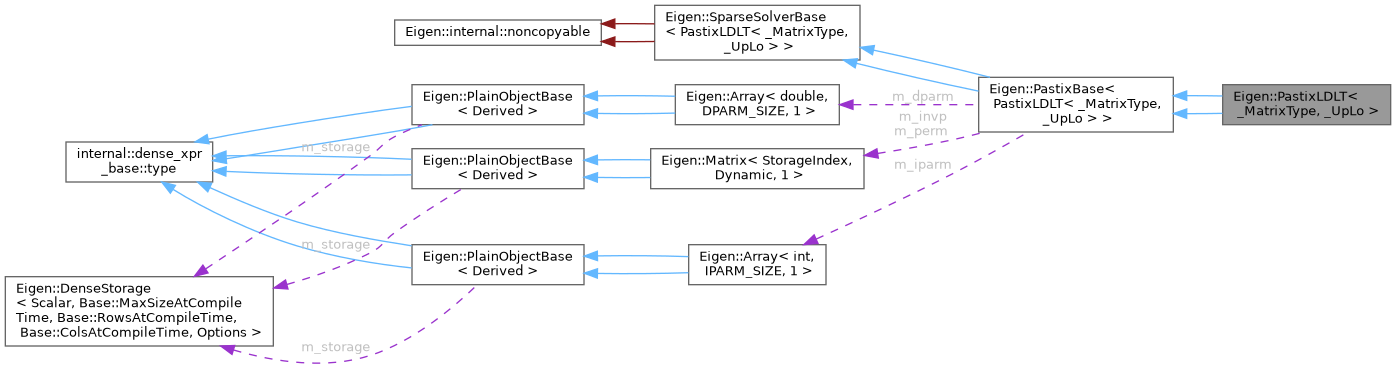 Eigen::internal::noncopyable
Eigen::SparseSolverBase
< PastixLDLT< _MatrixType,
_UpLo > >
Eigen::PlainObjectBase
< Derived >
Eigen::Array< double,
DPARM_SIZE, 1 >
m_dparm
Eigen::PastixBase<
PastixLDLT< _MatrixType,
_UpLo > >
Eigen::PastixLDLT<
_MatrixType, _UpLo >
m_invp
m_perm
m_storage
internal::dense_xpr
_base::type
Eigen::PlainObjectBase
< Derived >
Eigen::Matrix< StorageIndex,
Dynamic, 1 >
m_iparm
m_storage
Eigen::PlainObjectBase
< Derived >
Eigen::Array< int,
IPARM_SIZE, 1 >
Eigen::DenseStorage
< Scalar, Base::MaxSizeAtCompile
Time, Base::RowsAtCompileTime,
Base::ColsAtCompileTime, Options >
m_storage